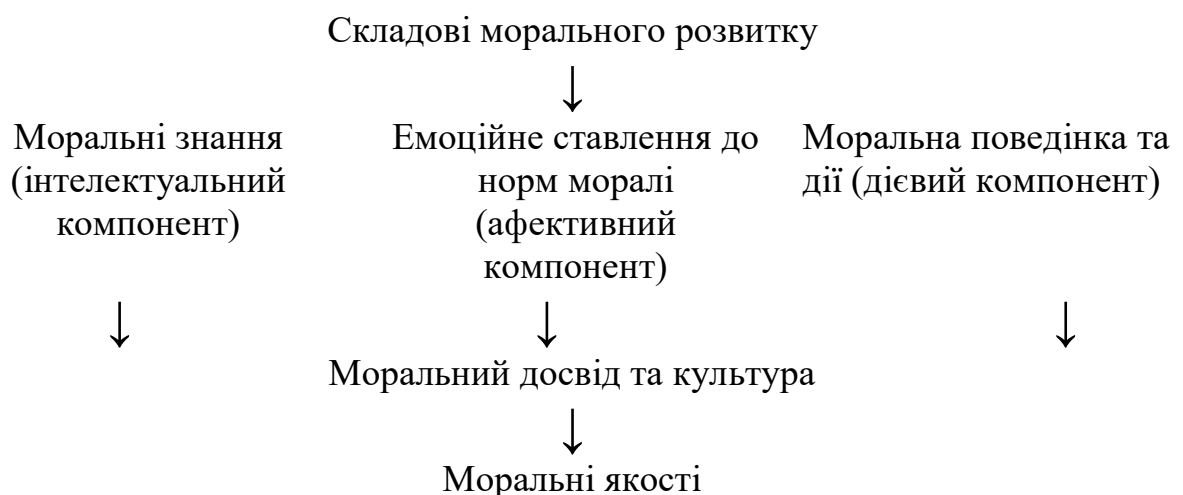 Складові морального розвитку
↓
Моральні знання
(інтелектуальний
компонент)
Емоційне ставлення до
норм моралі
(афективний
компонент)
Моральна поведінка та
дії (дієвий компонент)
↓ ↓ ↓
Моральний досвід та культура
↓
Моральні якості